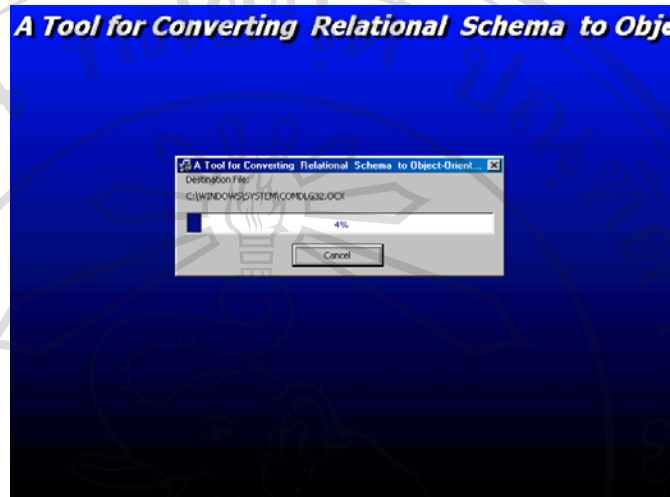 A Tool for Converting Relational Schema to Obje
A Tool for Converting Relational Schema to Object-Orient...
Destination File:
C:\WINDOWS\SYSTEM\COMDLG32.OCX
4%
Cancel